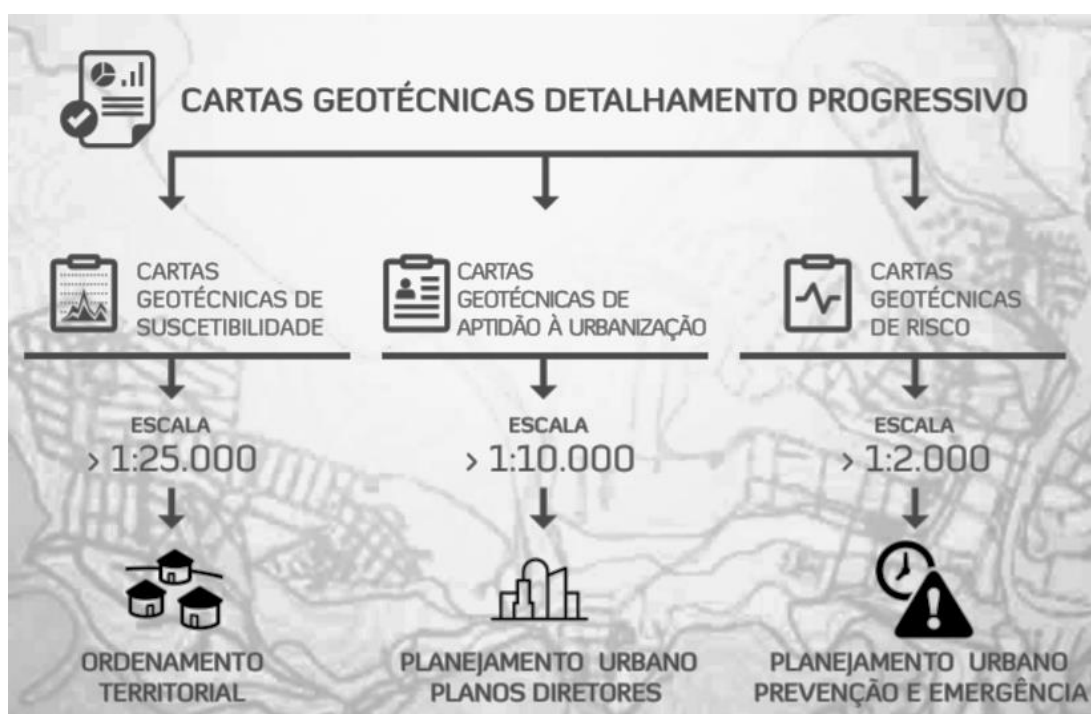 CARTAS GEOTÉCNICAS DETALHAMENTO PROGRESSIVO
CARTAS
GEOTÉCNICAS DE
SUSCETIBILIDADE
ESCALA
> 1:25.000
ORDENAMENTO
TERRITORIAL
CARTAS
GEOTÉCNICAS DE
APTIDÃO À URBANIZAÇÃO
ESCALA
> 1:10.000
PLANEJAMENTO URBANO
PLANOS DIRETORES
CARTAS
GEOTÉCNICAS
DE RISCO
ESCALA
> 1:2.000
PLANEJAMENTO URBANO
PREVENÇÃO E EMERGÊNCIA